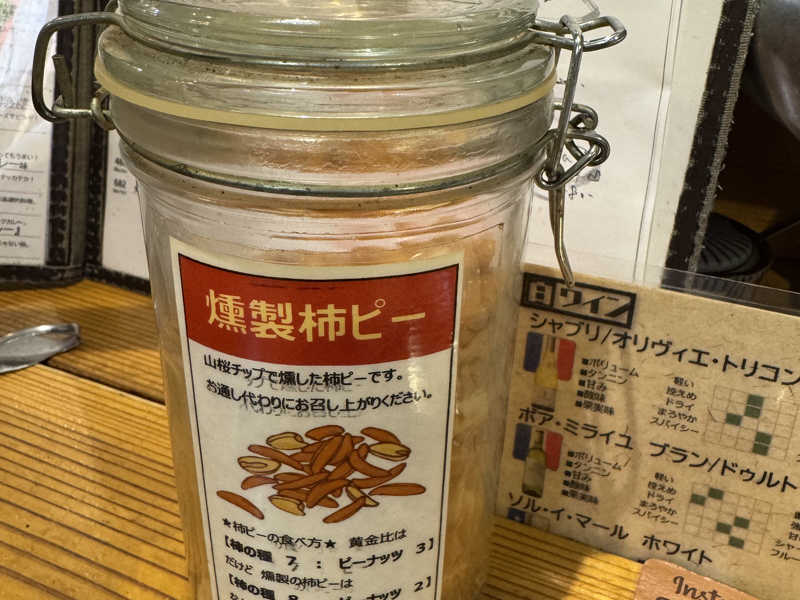 燻製柿ピー
山桜チップで燻した柿ピーです。
お通し代わりにお召し上がりください。
★柿ピーの食べ方★ 黄金比は
【柿の種 7 : ピーナッツ 3】
だけど 燻製の柿ピーは
ピーナッツ 2】
白ワイン
シャブリ/オリヴィエ・トリコン
■ボリューム
■タンニン
■甘み
■酸味
■果実味
軽い
控えめ
ドライ
まろやか
スパイシー
ボア・ミライユ ブラン/ドゥルト
■ボリューム
■タンニン
■甘み
■酸味
■果実味
軽い
控えめ
ドライ
まろやか
スパイシー
ソル・イ・マール ホワイト
Inst